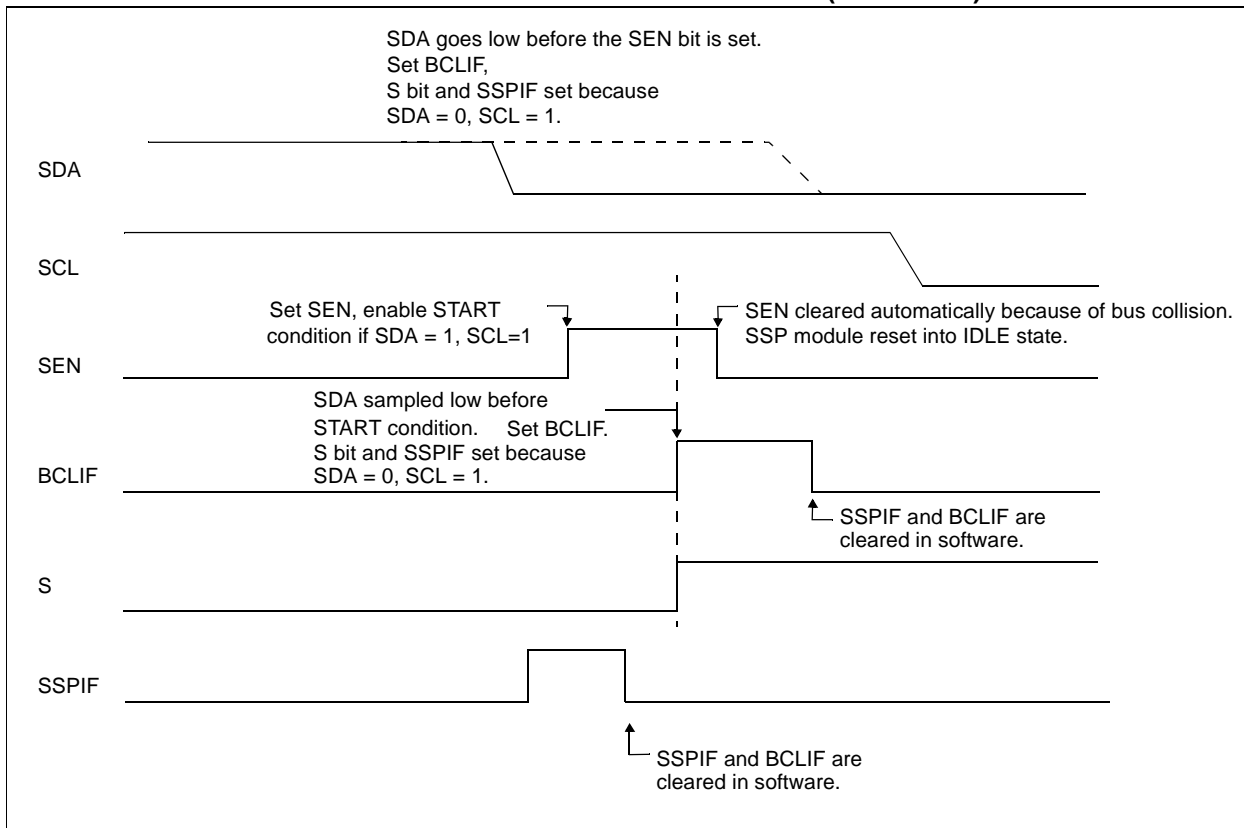 SDA goes low before the SEN bit is set.
Set BCLIF,
S bit and SSPIF set because
SDA = 0, SCL = 1.
SDA
SCL
Set SEN, enable START
condition if SDA = 1, SCL=1
SEN cleared automatically because of bus collision.
SSP module reset into IDLE state.
SEN
SDA sampled low before
START condition. Set BCLIF.
S bit and SSPIF set because
SDA = 0, SCL = 1.
BCLIF
SSPIF and BCLIF are
cleared in software.
S
SSPIF
SSPIF and BCLIF are
cleared in software.